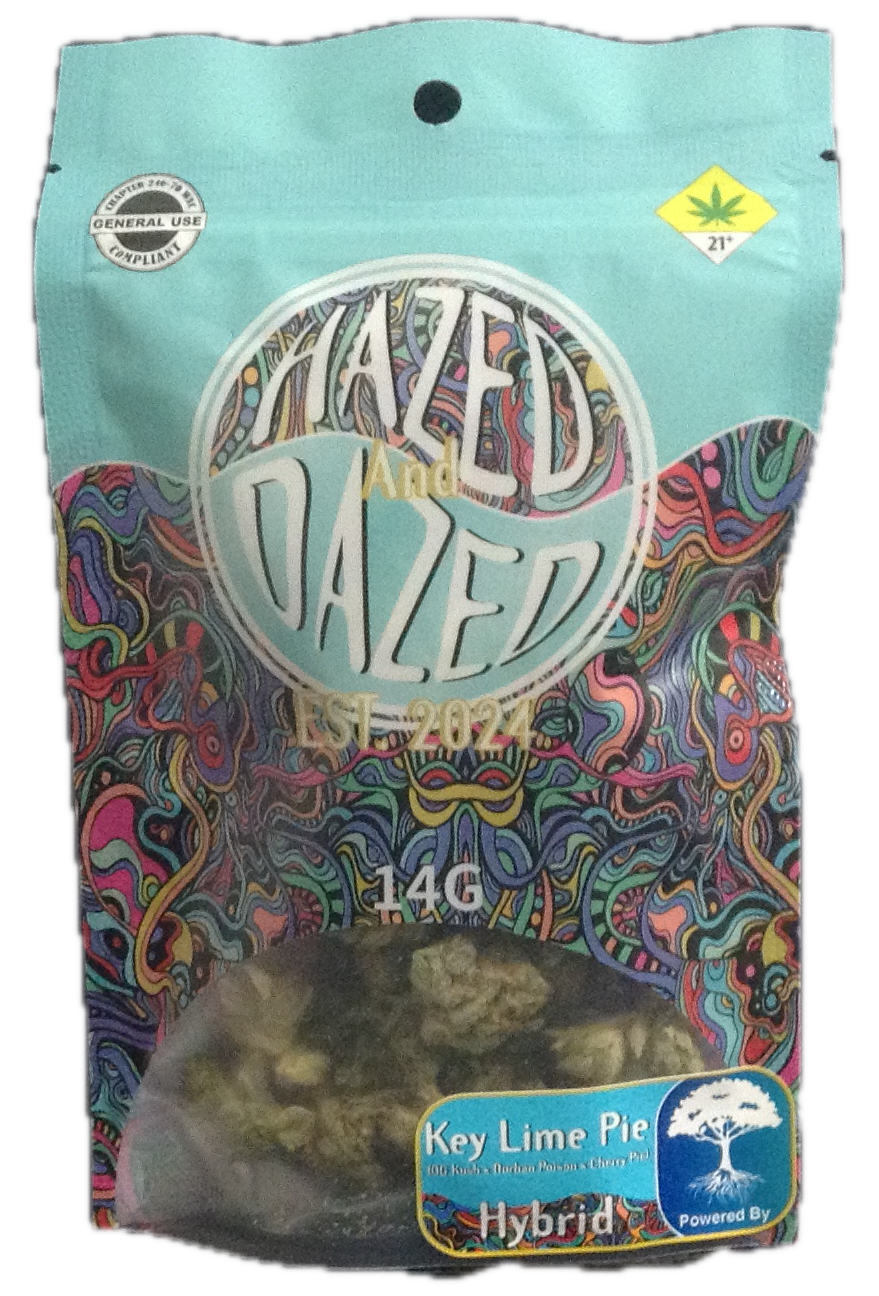 CHAPTER 246-70 WAC
GENERAL USE
COMPLIANT
21+
HAZED
And
DAZED
EST 2024
14G
Key Lime Pie
(OG Kush x Durban Poison x Cherry Pie)
Hybrid
Powered By